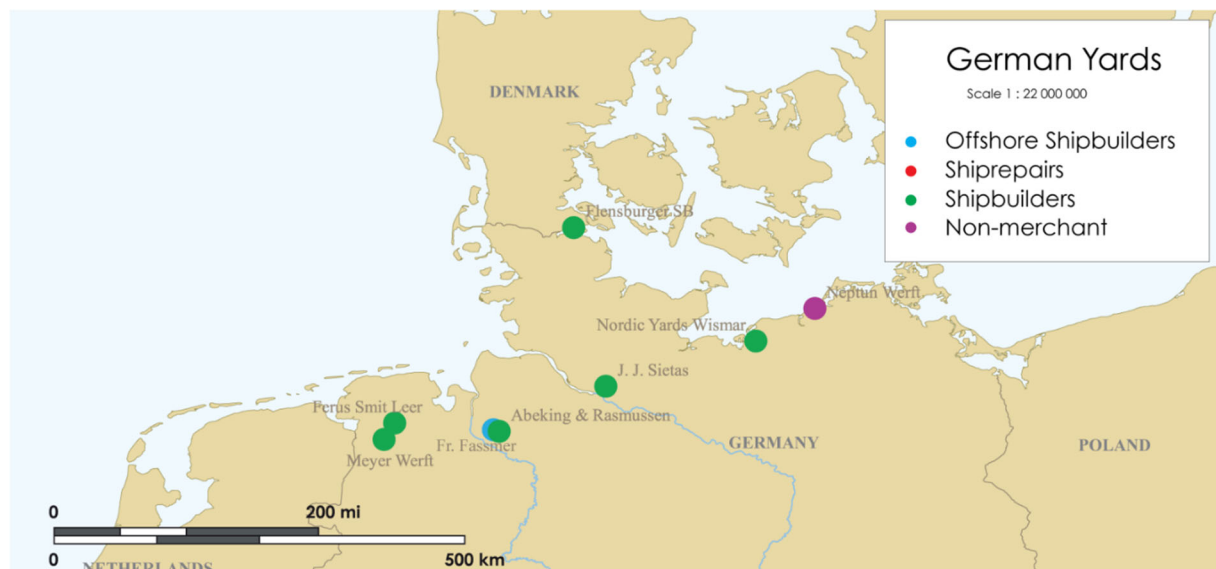 German Yards
Scale 1 : 22 000 000
Offshore Shipbuilders
Shiprepairs
Shipbuilders
Non-merchant
DENMARK
Flensburger SB
Neptun Werft
Nordic Yards Wismar
J. J. Sietas
Ferus Smit Leer
Abeking & Rasmussen
Fr. Fassmer
Meyer Werft
GERMANY
POLAND
0
200 mi
0
500 km
NETHERLANDS